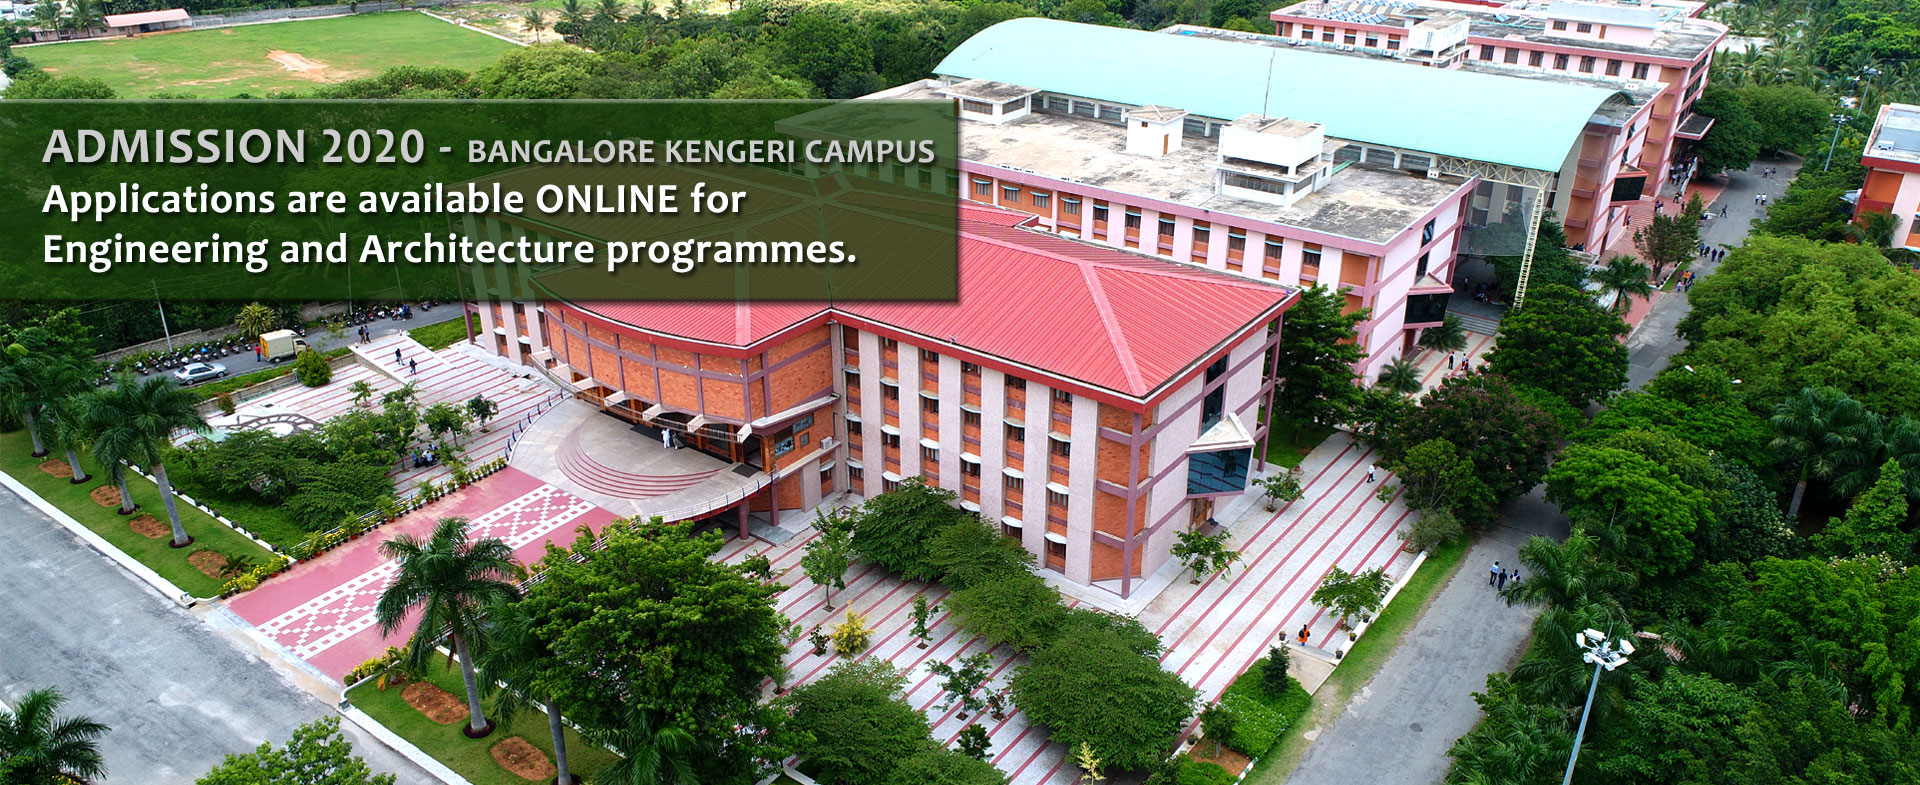 ADMISSION 2020 - BANGALORE KENGERI CAMPUS
Applications are available ONLINE for
Engineering and Architecture programmes.